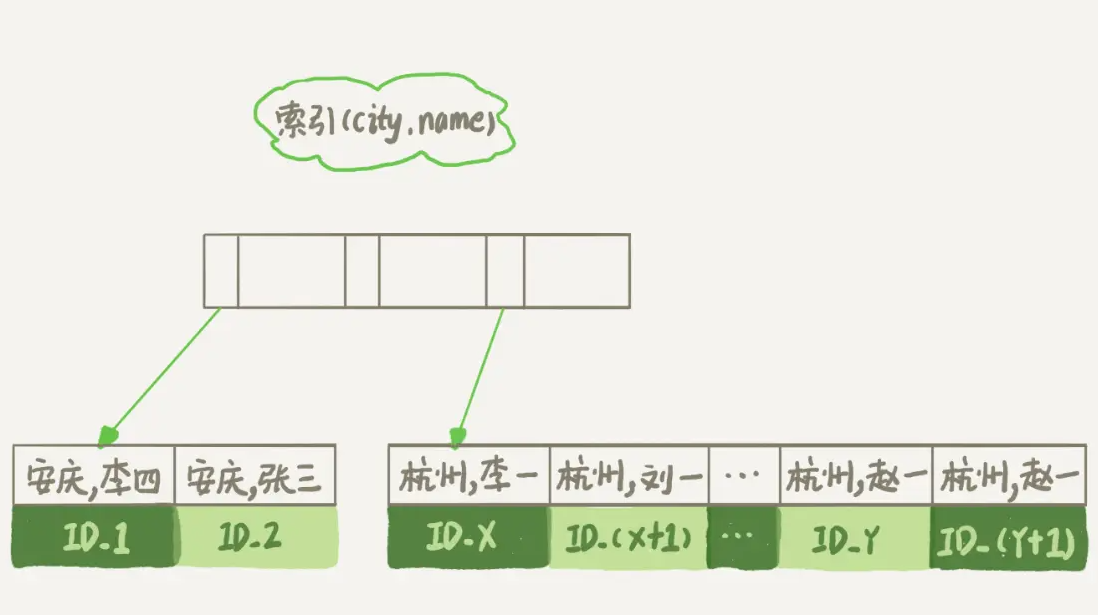 索引(city,name)
安庆,李四 安庆,张三 杭州,李一 杭州,刘一 ... 杭州,赵一 杭州,赵一
ID_1 ID_2 ID_X ID_(X+1) ... ID_Y ID_(Y+1)